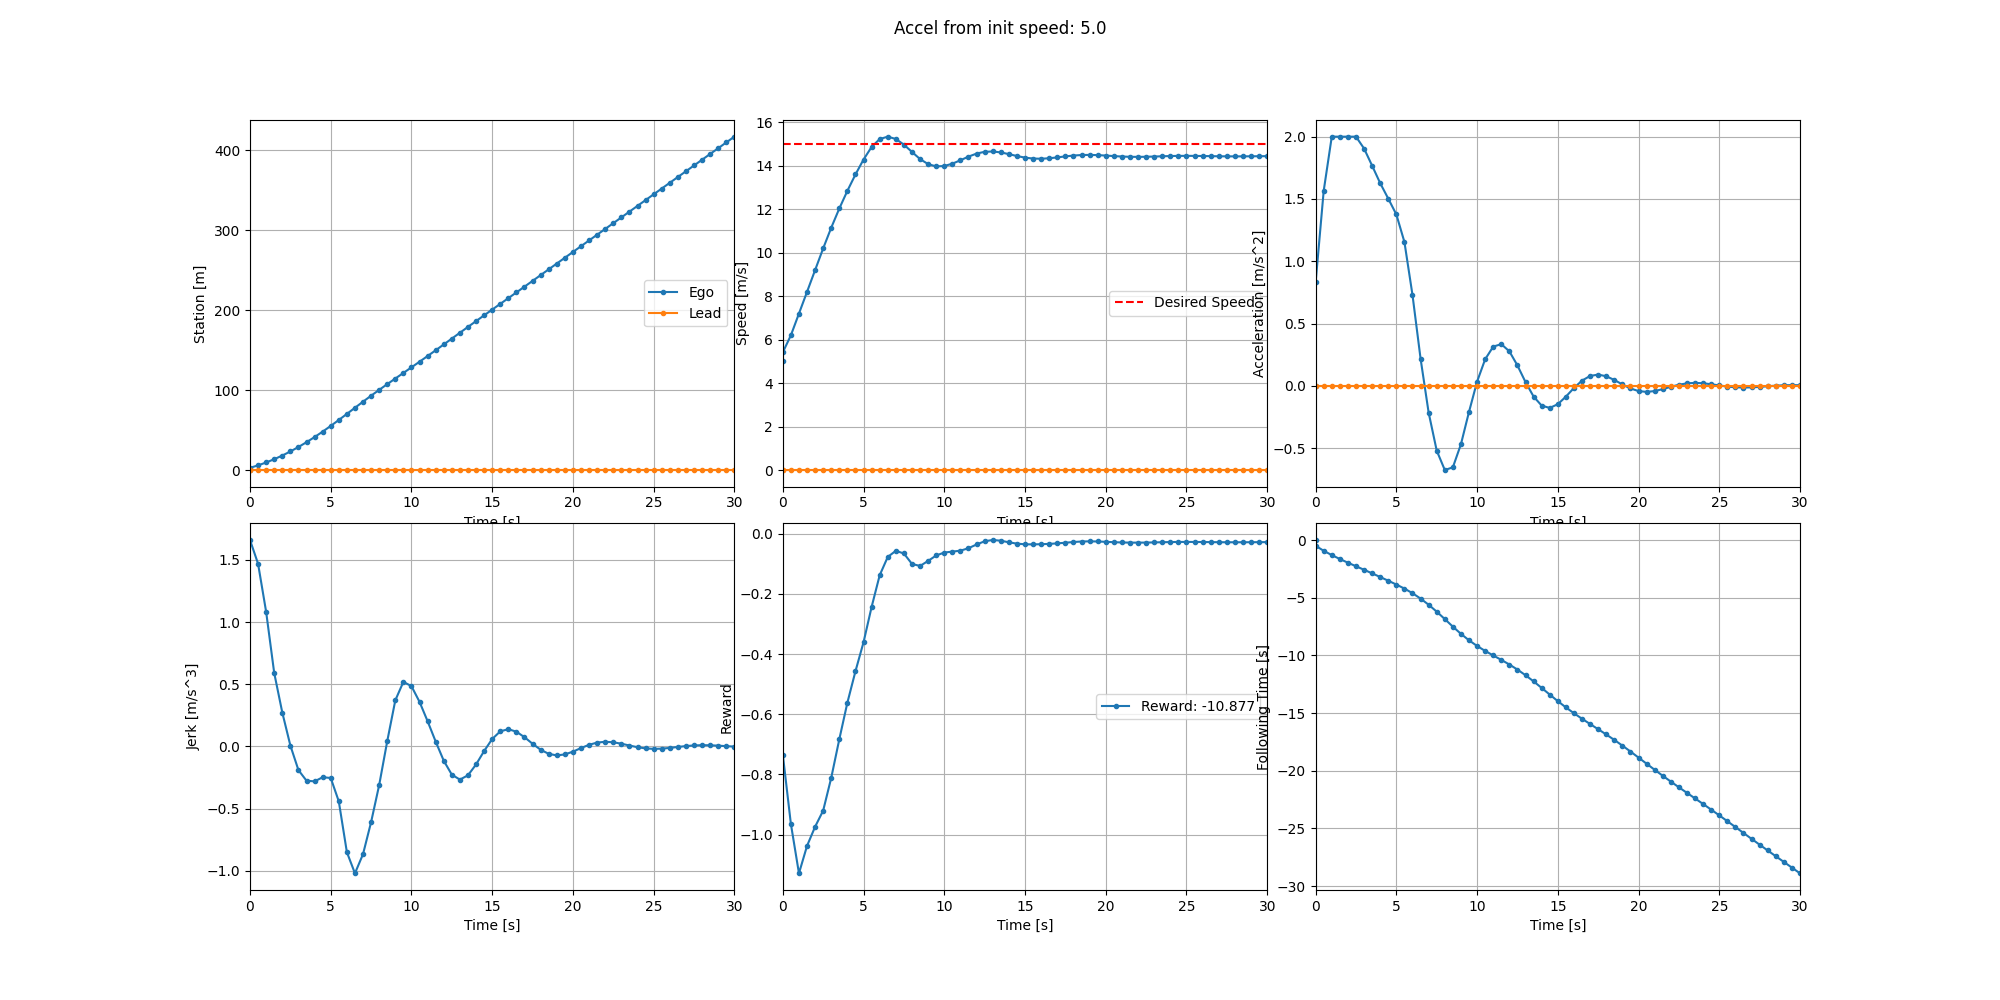 Accel from init speed: 5.0
Station [m]
400
300
200
100
0
0 5 10 15 20 25 30
Time [s]
Ego
Lead
Speed [m/s]
16
14
12
10
8
6
4
2
0
0 5 10 15 20 25 30
Time [s]
Desired Speed
Acceleration [m/s^2]
2.0
1.5
1.0
0.5
0.0
−0.5
0 5 10 15 20 25 30
Time [s]
Jerk [m/s^3]
1.5
1.0
0.5
0.0
−0.5
−1.0
0 5 10 15 20 25 30
Time [s]
Reward
0.0
−0.2
−0.4
−0.6
−0.8
−1.0
0 5 10 15 20 25 30
Time [s]
Reward: -10.877
Following Time [s]
0
−5
−10
−15
−20
−25
−30
0 5 10 15 20 25 30
Time [s]